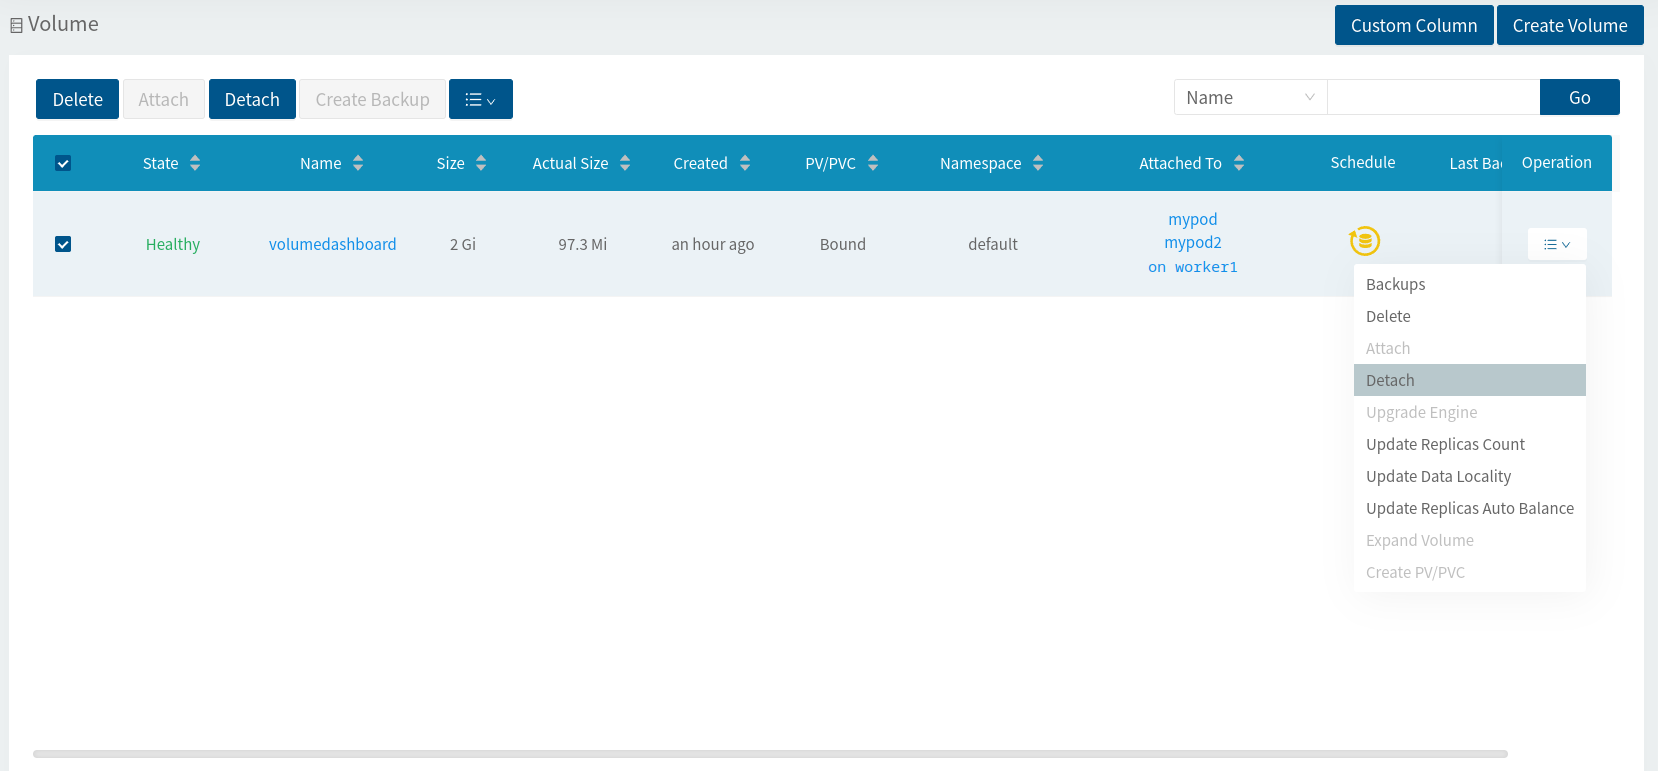 Volume
Custom Column Create Volume
Delete Attach Detach Create Backup
Name Go
State Name Size Actual Size Created PV/PVC Namespace Attached To Schedule Last Bac Operation
Healthy volumedashboard 2 Gi 97.3 Mi an hour ago Bound default
mypod
mypod2
on worker1
Backups
Delete
Attach
Detach
Upgrade Engine
Update Replicas Count
Update Data Locality
Update Replicas Auto Balance
Expand Volume
Create PV/PVC